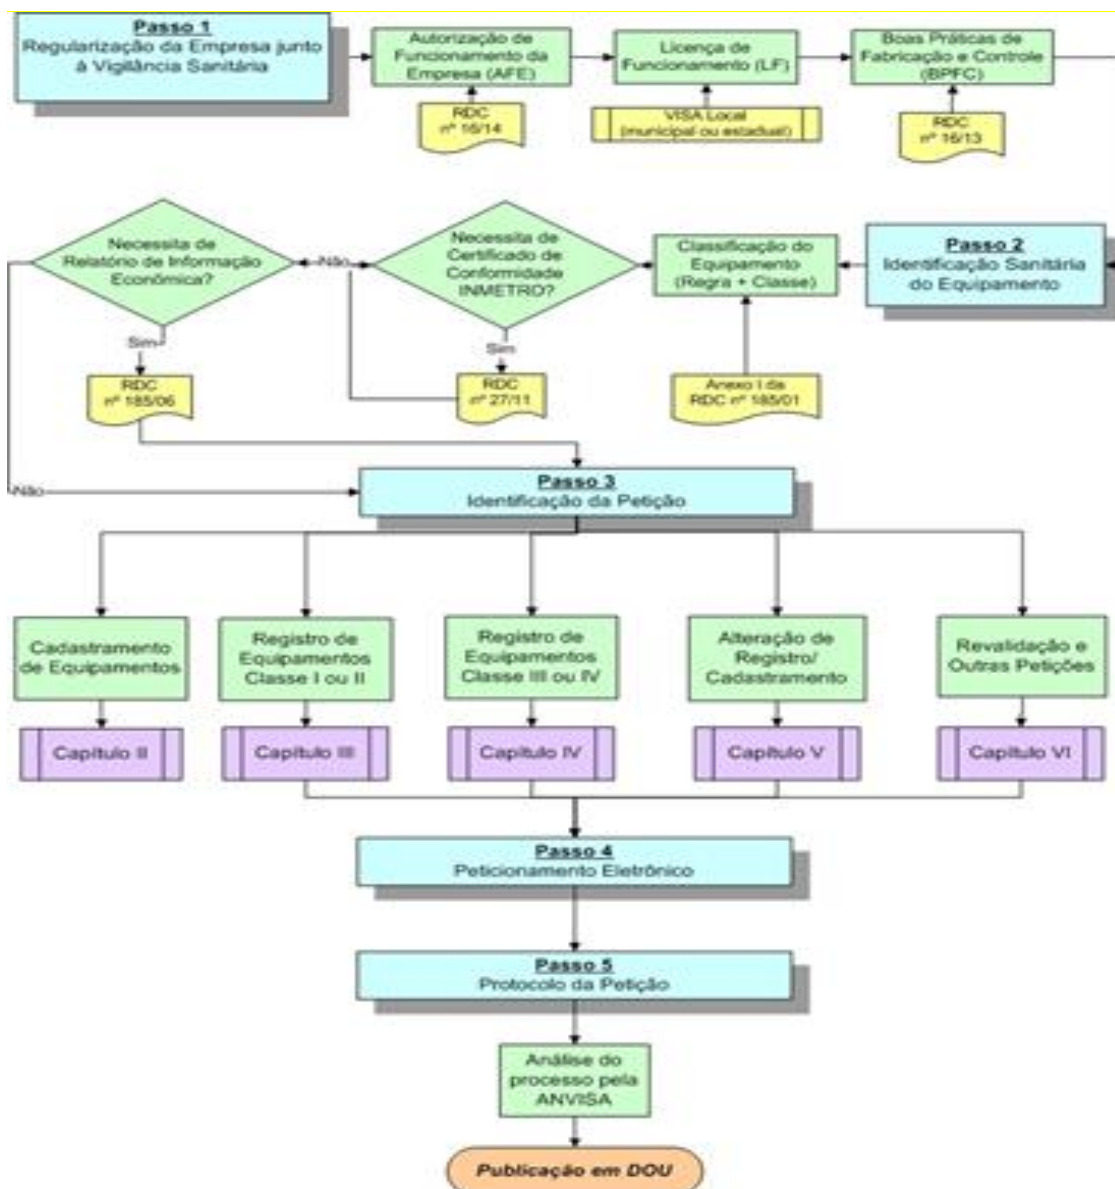 Passo 1
Regularização da Empresa junto
à Vigilância Sanitária
Autorização de
Funcionamento da
Empresa (AFE)
Licença de
Funcionamento (LF)
Boas Práticas de
Fabricação e Controle
(BPFC)
RDC
nº 16/14
VISA Local
(municipal ou estadual)
RDC
nº 16/13
Necessita de
Relatório de Informação
Econômica?
Não
Necessita de
Certificado de
Conformidade
INMETRO?
Classificação do
Equipamento
(Regra + Classe)
Passo 2
Identificação Sanitária
do Equipamento
Sim
Sim
RDC
nº 185/06
RDC
nº 27/11
Anexo I da
RDC nº 185/01
Não
Passo 3
Identificação da Petição
Cadastramento
de Equipamentos
Registro de
Equipamentos
Classe I ou II
Registro de
Equipamentos
Classe III ou IV
Alteração de
Registro/
Cadastramento
Revalidação e
Outras Petições
Capítulo II
Capítulo III
Capítulo IV
Capítulo V
Capítulo VI
Passo 4
Peticionamento Eletrônico
Passo 5
Protocolo da Petição
Análise do
processo pela
ANVISA
Publicação em DOU